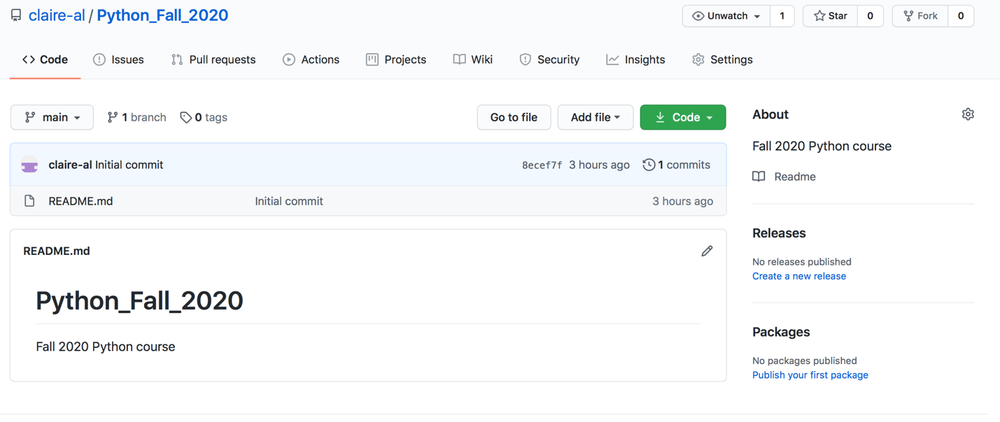 claire-al / Python_Fall_2020
Unwatch 1 Star 0 Fork 0
Code Issues Pull requests Actions Projects Wiki Security Insights Settings
main 1 branch 0 tags Go to file Add file Code
claire-al Initial commit 8ecef7f 3 hours ago 1 commits
README.md Initial commit 3 hours ago
README.md
Python_Fall_2020
Fall 2020 Python course
About
Fall 2020 Python course
Readme
Releases
No releases published
Create a new release
Packages
No packages published
Publish your first package